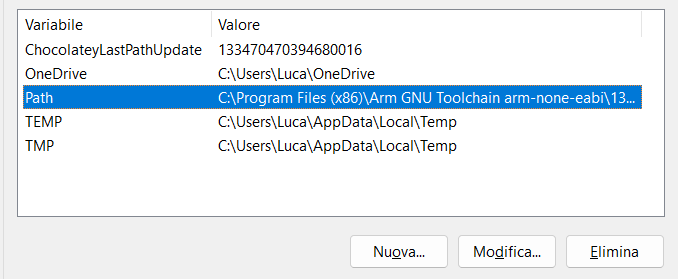 Variabile Valore
ChocolateyLastPathUpdate 133470470394680016
OneDrive C:\Users\Luca\OneDrive
Path C:\Program Files (x86)\Arm GNU Toolchain arm-none-eabi\13...
TEMP C:\Users\Luca\AppData\Local\Temp
TMP C:\Users\Luca\AppData\Local\Temp
Nuova... Modifica... Elimina